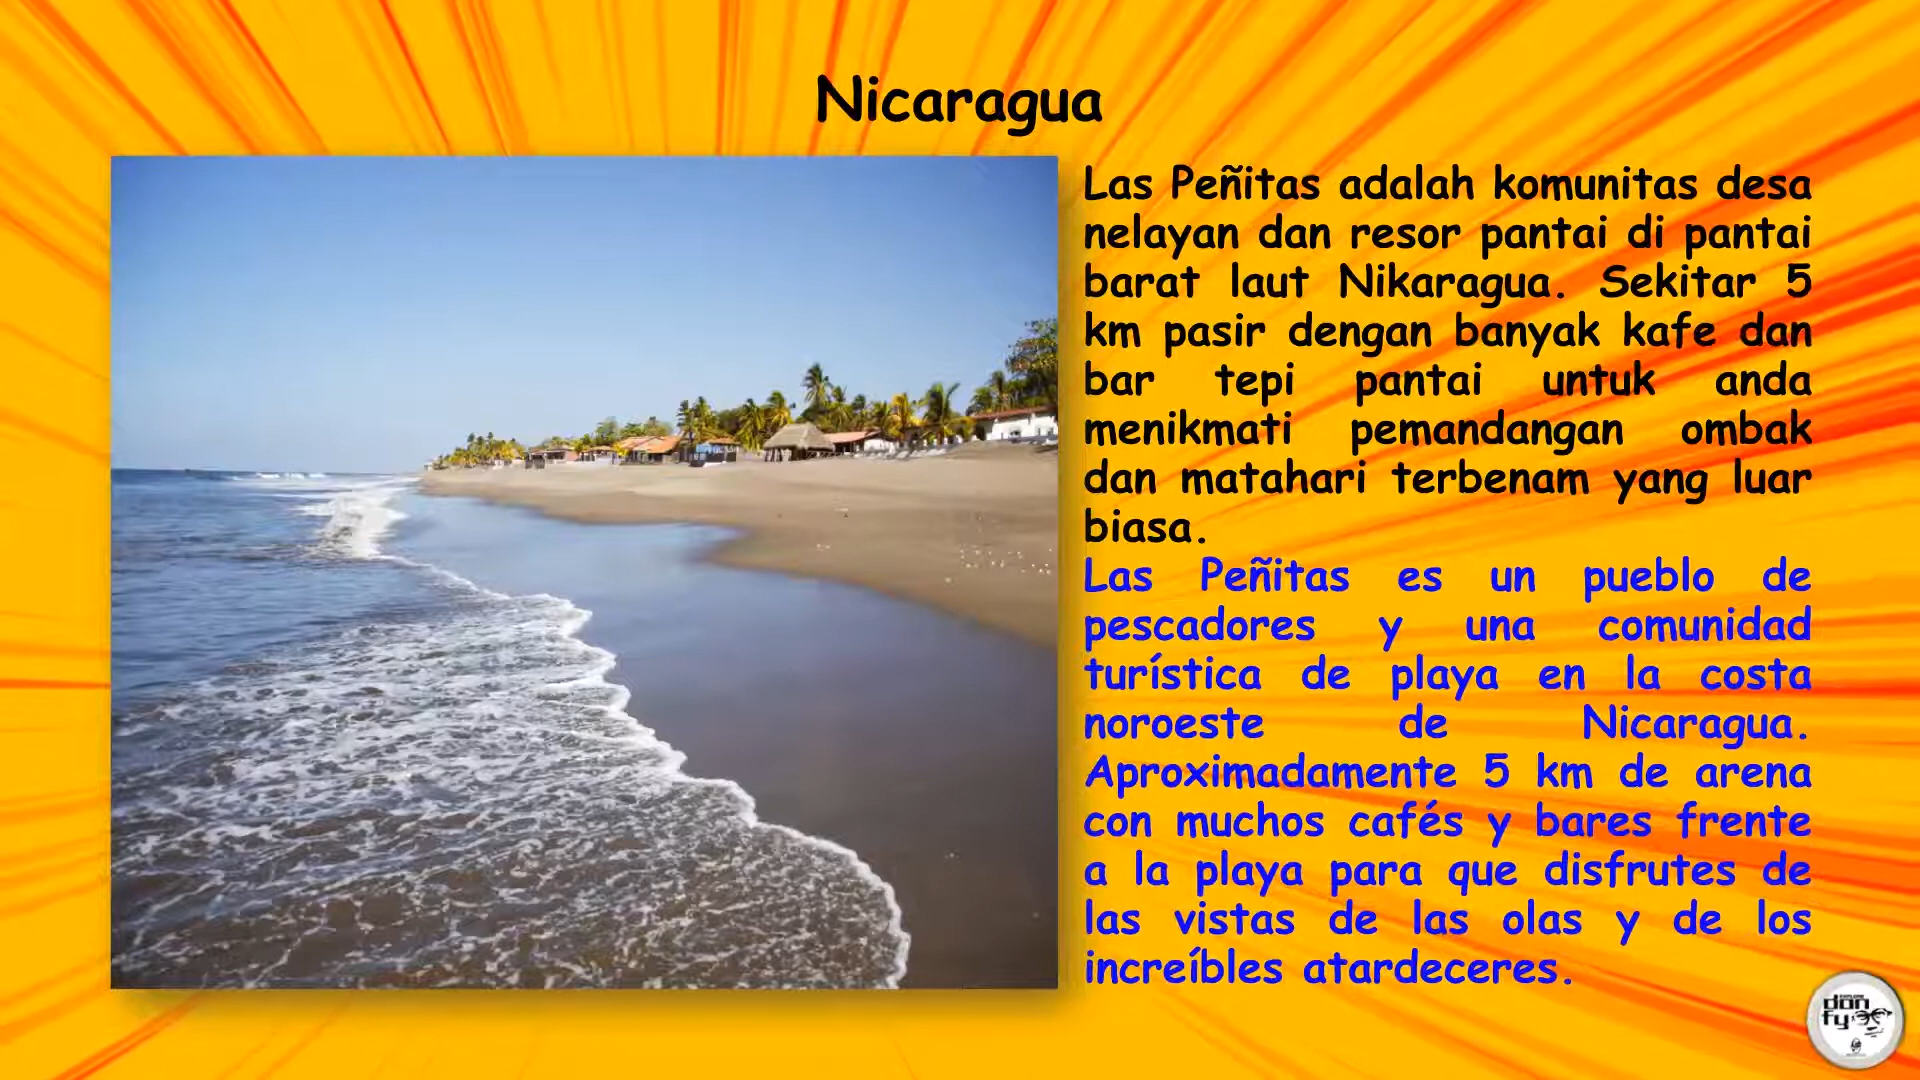 Nicaragua
Las Peñitas adalah komunitas desa
nelayan dan resor pantai di pantai
barat laut Nikaragua. Sekitar 5
km pasir dengan banyak kafe dan
bar tepi pantai untuk anda
menikmati pemandangan ombak
dan matahari terbenam yang luar
biasa.
Las Peñitas es un pueblo de
pescadores y una comunidad
turística de playa en la costa
noroeste de Nicaragua.
Aproximadamente 5 km de arena
con muchos cafés y bares frente
a la playa para que disfrutes de
las vistas de las olas y de los
increíbles atardeceres.
don
fy